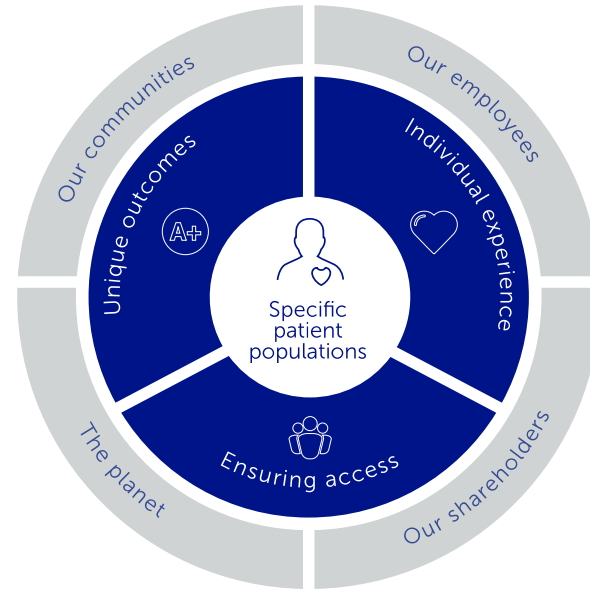 Our communities
Our employees
Unique outcomes
Individual experience
A+
Specific
patient
populations
Ensuring access
The planet
Our shareholders